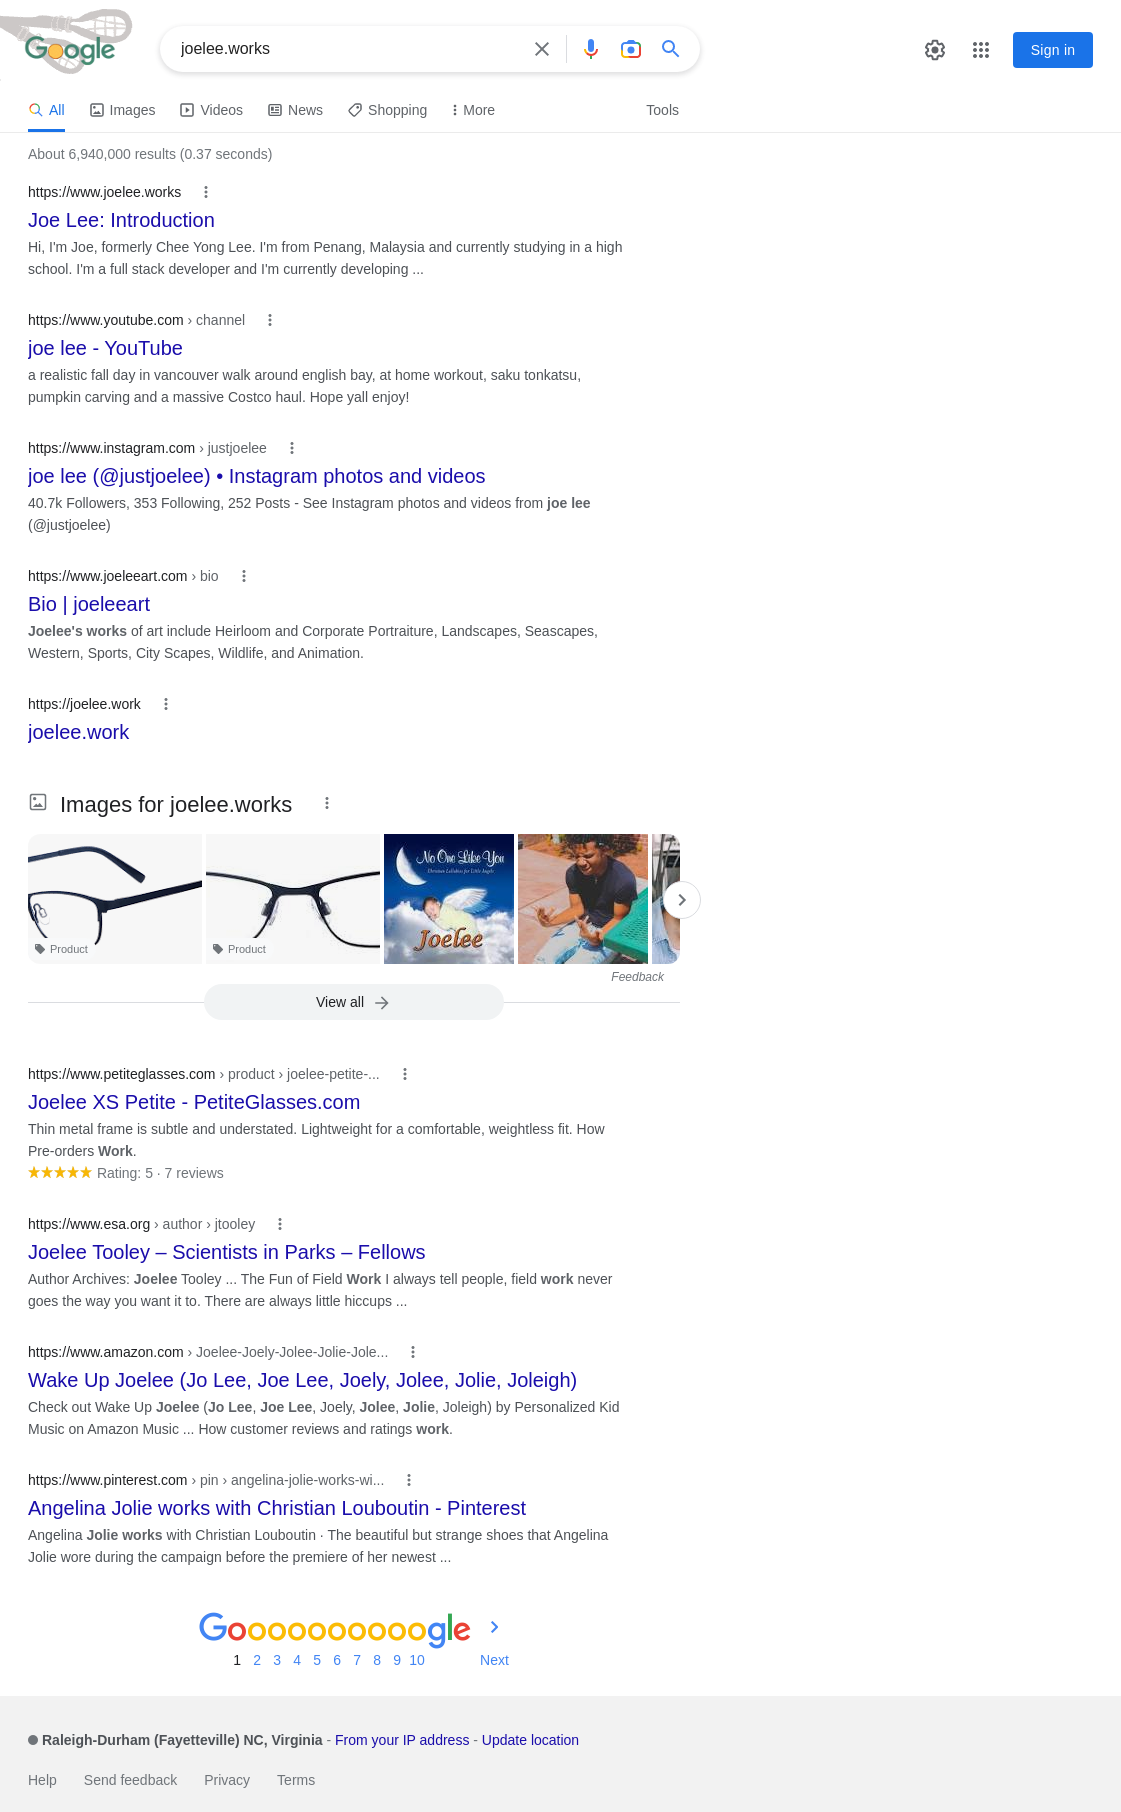 Google
joelee.works
Sign in
All
Images
Videos
News
Shopping
More
Tools
About 6,940,000 results (0.37 seconds)
https://www.joelee.works
Joe Lee: Introduction
Hi, I'm Joe, formerly Chee Yong Lee. I'm from Penang, Malaysia and currently studying in a high
school. I'm a full stack developer and I'm currently developing ...
https://www.youtube.com › channel
joe lee - YouTube
a realistic fall day in vancouver walk around english bay, at home workout, saku tonkatsu,
pumpkin carving and a massive Costco haul. Hope yall enjoy!
https://www.instagram.com › justjoelee
joe lee (@justjoelee) • Instagram photos and videos
40.7k Followers, 353 Following, 252 Posts - See Instagram photos and videos from joe lee
(@justjoelee)
https://www.joeleeart.com › bio
Bio | joeleeart
Joelee's works of art include Heirloom and Corporate Portraiture, Landscapes, Seascapes,
Western, Sports, City Scapes, Wildlife, and Animation.
https://joelee.work
joelee.work
Images for joelee.works
Product
Product
No One Like You
Christian Lullabies for Little Angels
Joelee
Feedback
View all
https://www.petiteglasses.com › product › joelee-petite-...
Joelee XS Petite - PetiteGlasses.com
Thin metal frame is subtle and understated. Lightweight for a comfortable, weightless fit. How
Pre-orders Work.
Rating: 5 · 7 reviews
https://www.esa.org › author › jtooley
Joelee Tooley – Scientists in Parks – Fellows
Author Archives: Joelee Tooley ... The Fun of Field Work I always tell people, field work never
goes the way you want it to. There are always little hiccups ...
https://www.amazon.com › Joelee-Joely-Jolee-Jolie-Jole...
Wake Up Joelee (Jo Lee, Joe Lee, Joely, Jolee, Jolie, Joleigh)
Check out Wake Up Joelee (Jo Lee, Joe Lee, Joely, Jolee, Jolie, Joleigh) by Personalized Kid
Music on Amazon Music ... How customer reviews and ratings work.
https://www.pinterest.com › pin › angelina-jolie-works-wi...
Angelina Jolie works with Christian Louboutin - Pinterest
Angelina Jolie works with Christian Louboutin · The beautiful but strange shoes that Angelina
Jolie wore during the campaign before the premiere of her newest ...
Goooooooooogle
1 2 3 4 5 6 7 8 9 10 Next
Raleigh-Durham (Fayetteville) NC, Virginia - From your IP address - Update location
Help Send feedback Privacy Terms